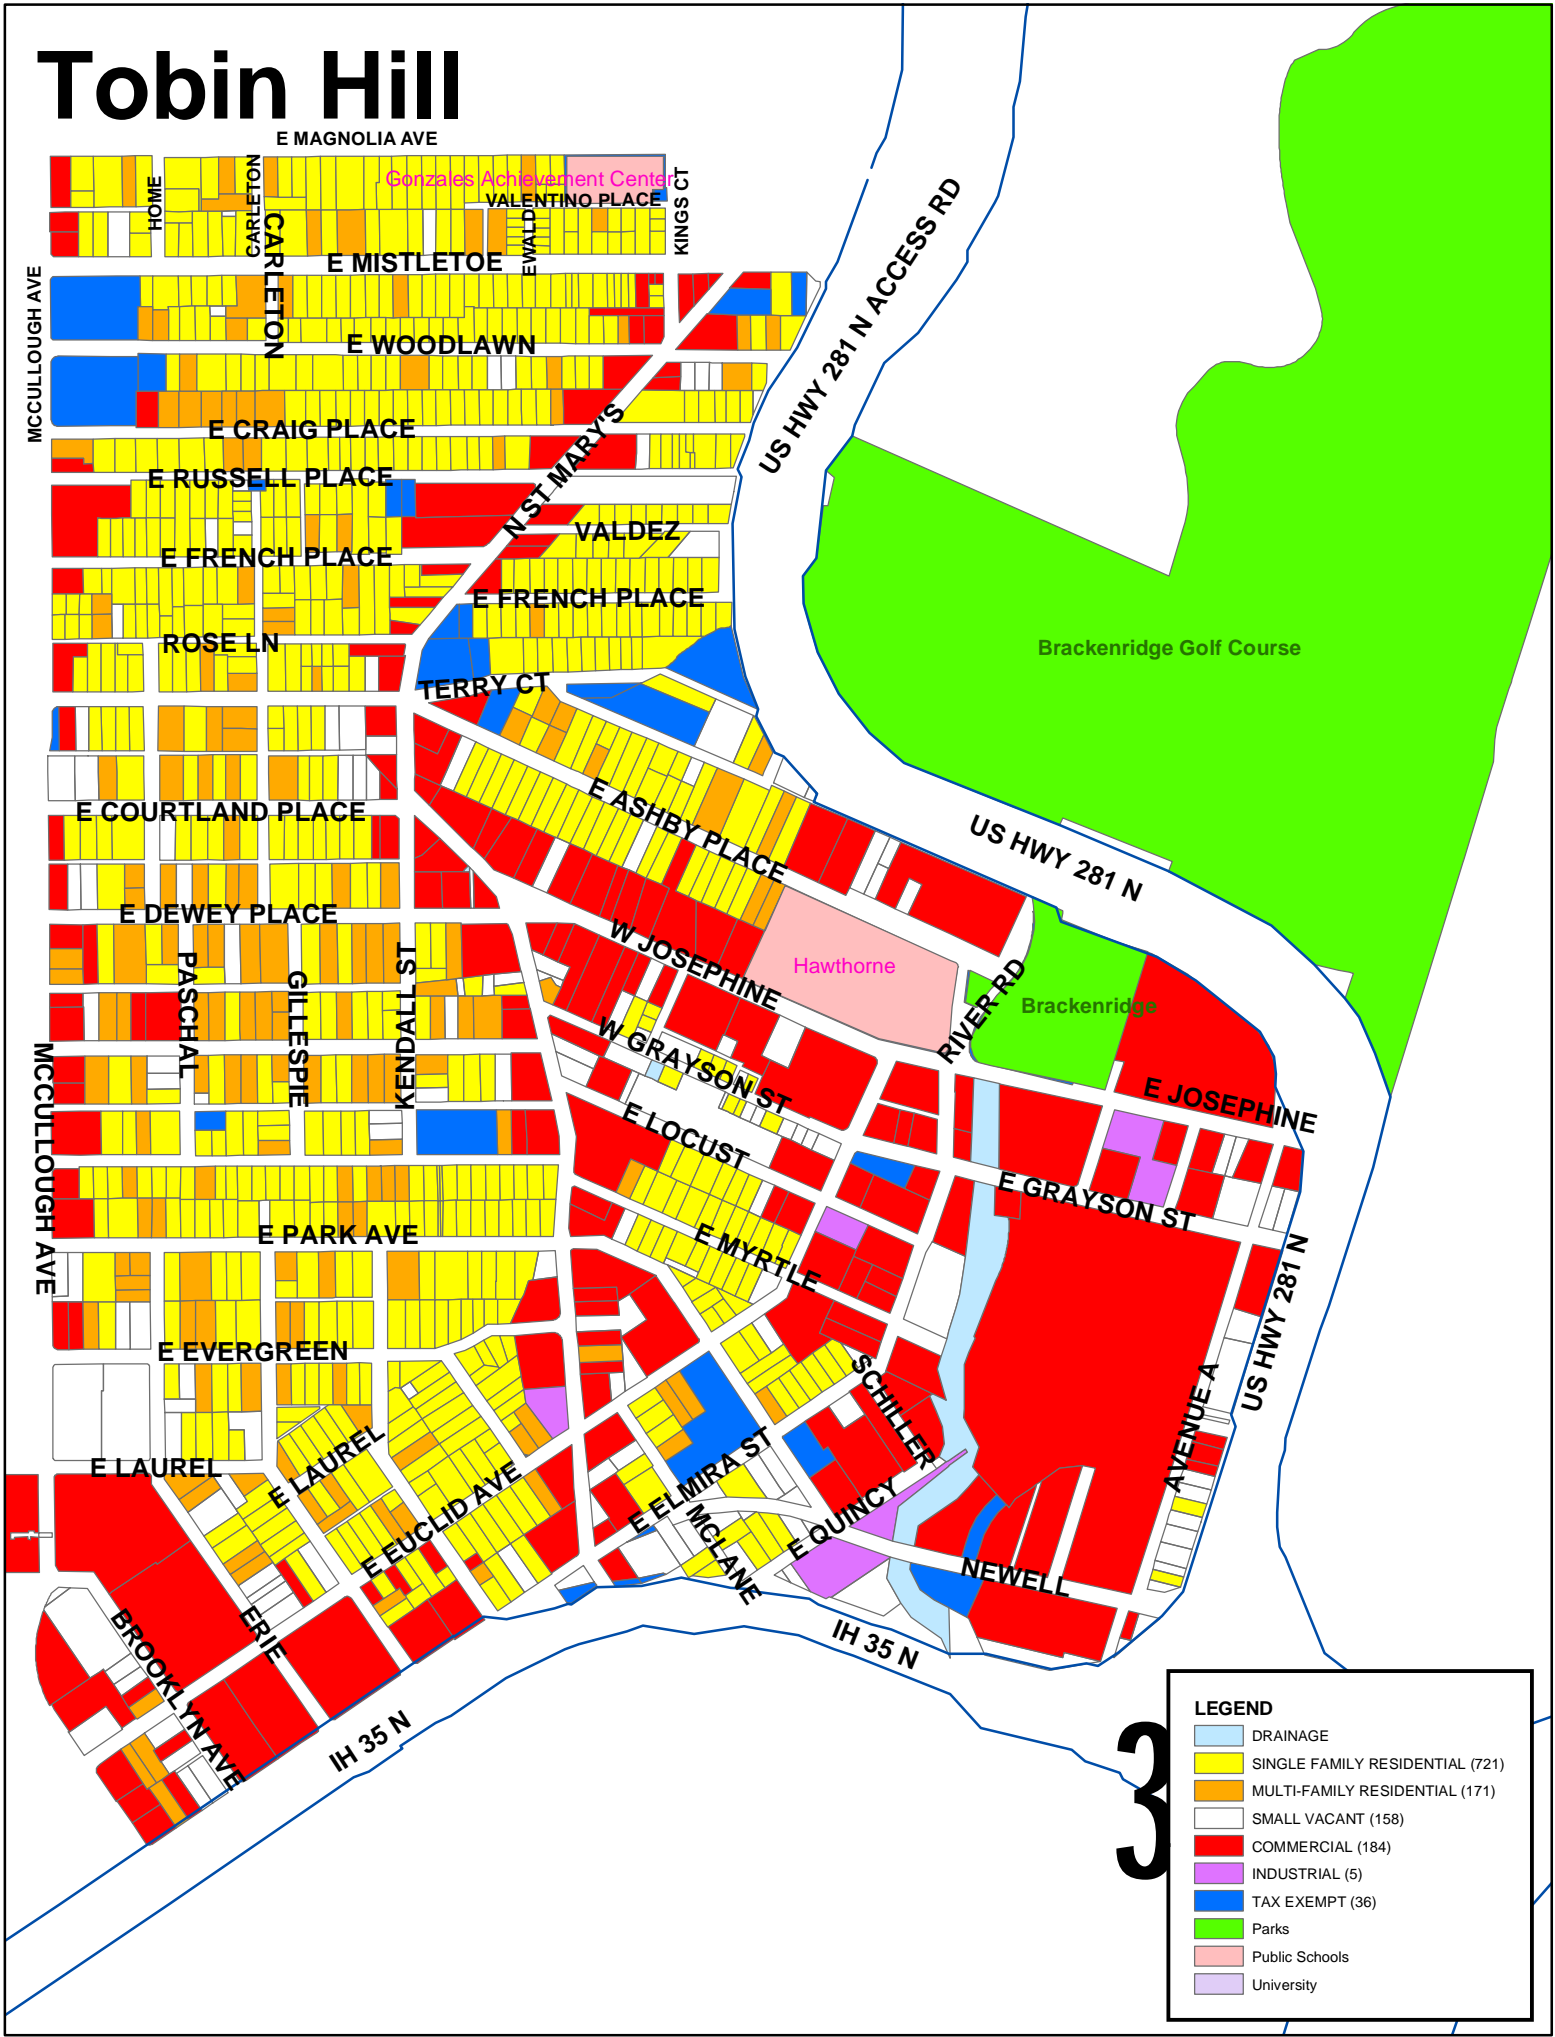 Tobin Hill
E MAGNOLIA AVE
HOME
CARLETON
Gonzales Achievement Center
VALENTINO PLACE
KINGS CT
EWALD
CARLETON
E MISTLETOE
MCCULLOUGH AVE
E WOODLAWN
US HWY 281 N ACCESS RD
E CRAIG PLACE
N ST MARY'S
E RUSSELL PLACE
VALDEZ
E FRENCH PLACE
E FRENCH PLACE
ROSE LN
Brackenridge Golf Course
TERRY CT
E ASHBY PLACE
E COURTLAND PLACE
US HWY 281 N
E DEWEY PLACE
W JOSEPHINE
Hawthorne
PASCHAL
GILLESPIE
KENDALL ST
RIVER RD
Brackenridge
W GRAYSON ST
E JOSEPHINE
MCCULLOUGH AVE
E LOCUST
E GRAYSON ST
E PARK AVE
E MYRTLE
US HWY 281 N
E EVERGREEN
SCHILLER
AVENUE A
E LAUREL
E LAUREL
E EUCLID AVE
E ELMIRA ST
MCLANE
E QUINCY
NEWELL
BROOKLYN AVE
ERIE
IH 35 N
IH 35 N
3
LEGEND
DRAINAGE
SINGLE FAMILY RESIDENTIAL (721)
MULTI-FAMILY RESIDENTIAL (171)
SMALL VACANT (158)
COMMERCIAL (184)
INDUSTRIAL (5)
TAX EXEMPT (36)
Parks
Public Schools
University